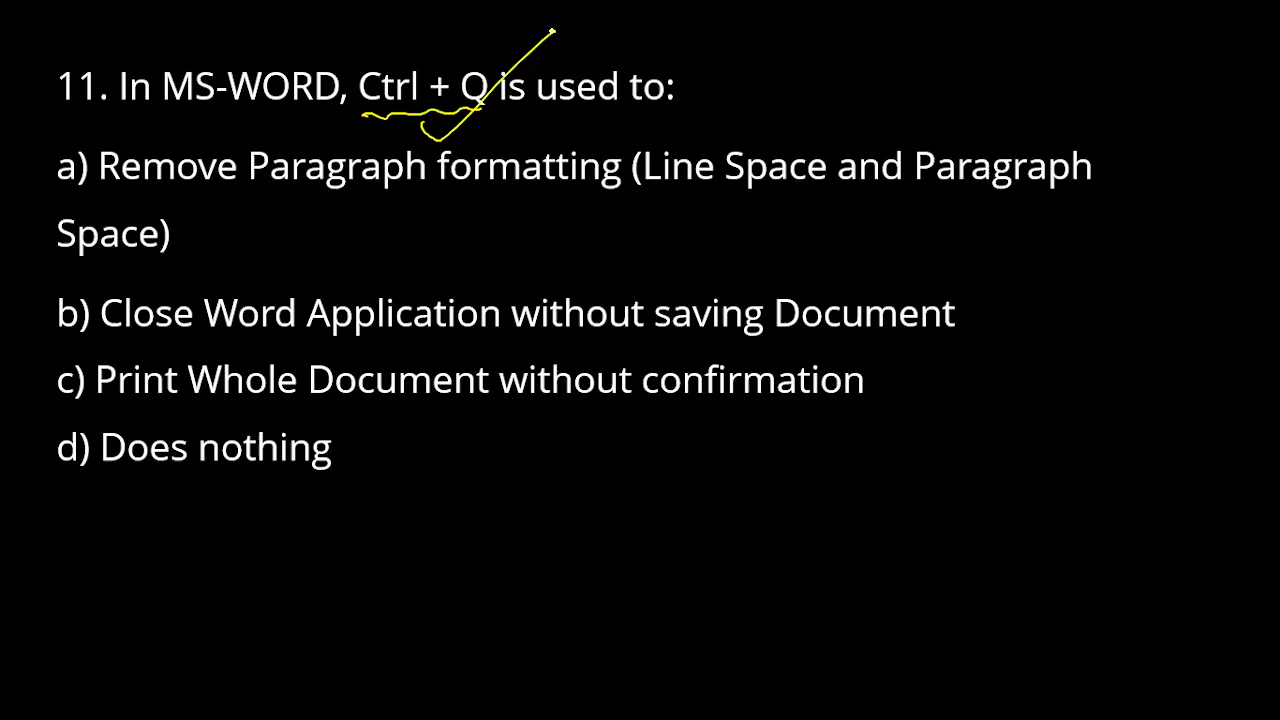 11. In MS-WORD, Ctrl + Q is used to:
a) Remove Paragraph formatting (Line Space and Paragraph
Space)
b) Close Word Application without saving Document
c) Print Whole Document without confirmation
d) Does nothing